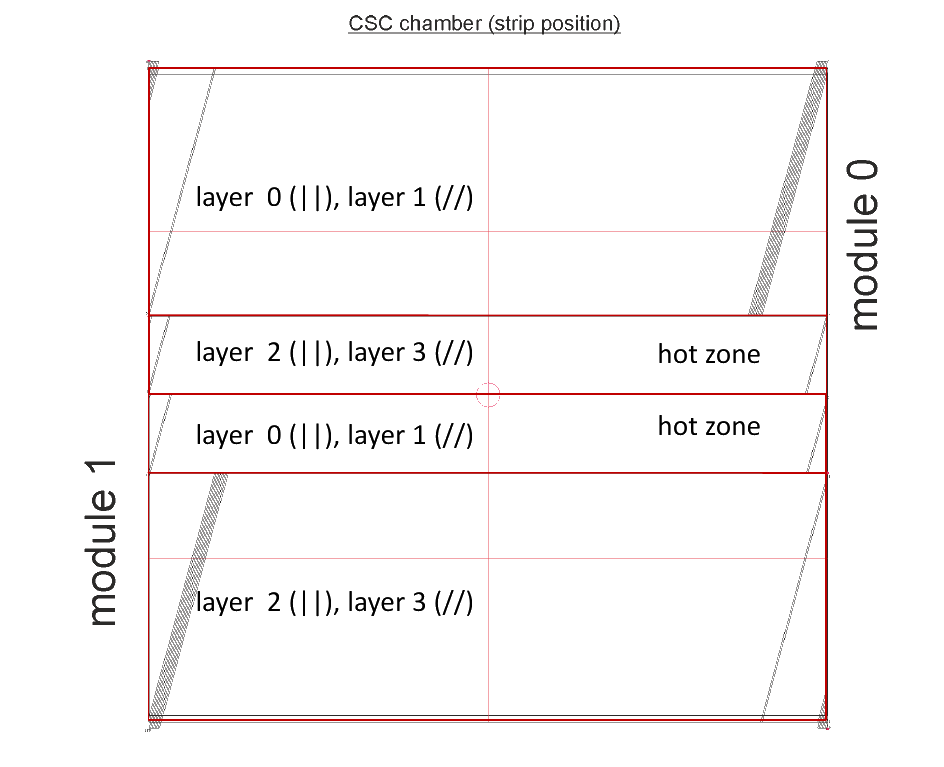 CSC chamber (strip position)
module 0
layer  0 (||), layer 1 (//)
layer  2 (||), layer 3 (//)
hot zone
layer  0 (||), layer 1 (//)
hot zone
module 1
layer  2 (||), layer 3 (//)